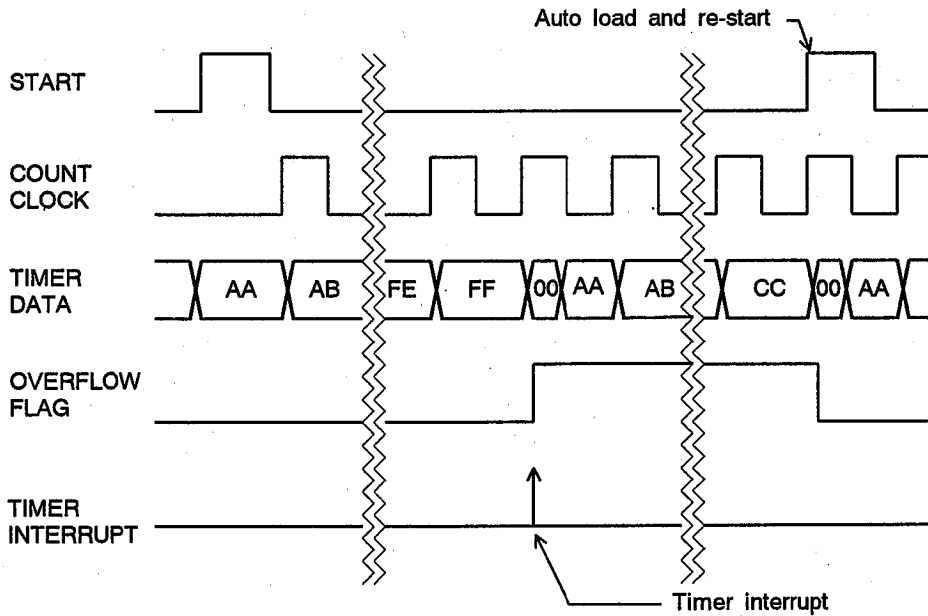 Auto load and re-start
START
COUNT
CLOCK
TIMER
DATA
AA AB FE FF 00 AA AB CC 00 AA
OVERFLOW
FLAG
TIMER
INTERRUPT
Timer interrupt